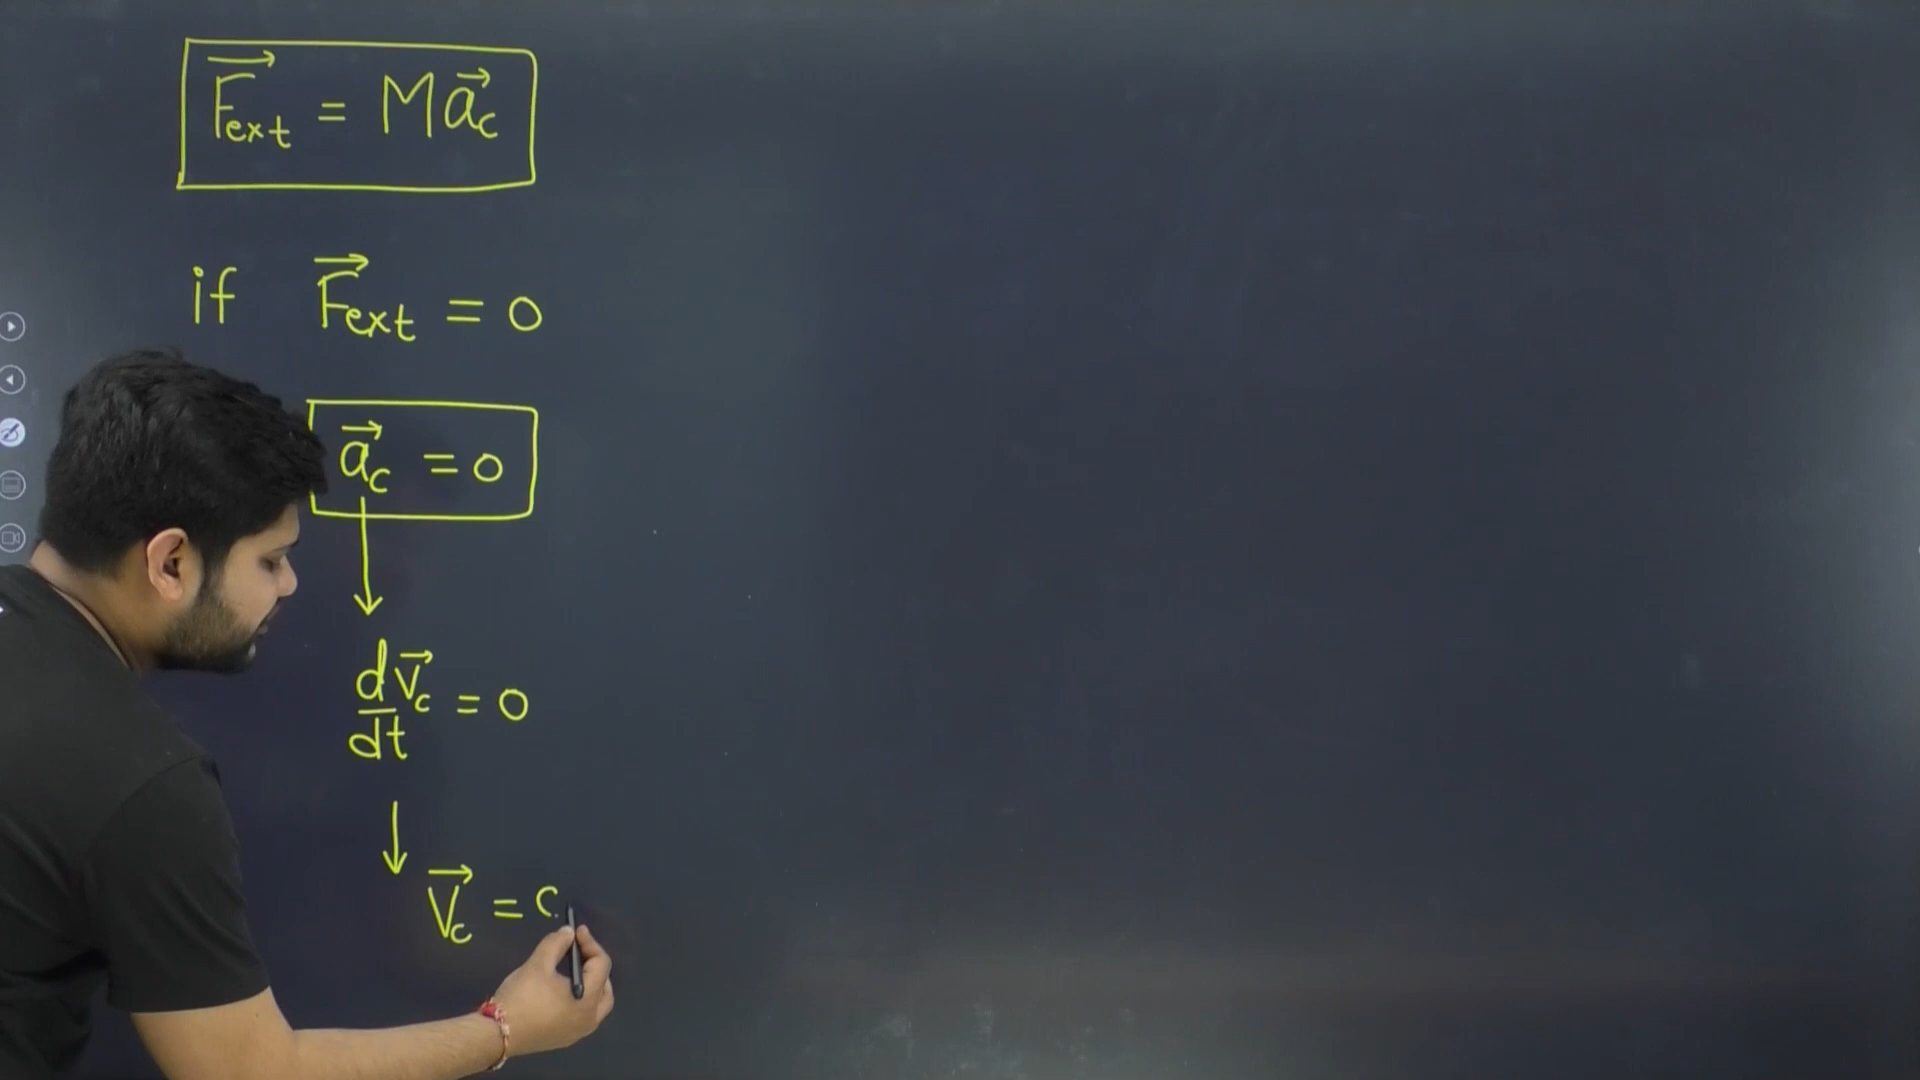 F⃗ext = Ma⃗c
if F⃗ext = 0
a⃗c = 0
dv⃗c/dt = 0
V⃗c = c